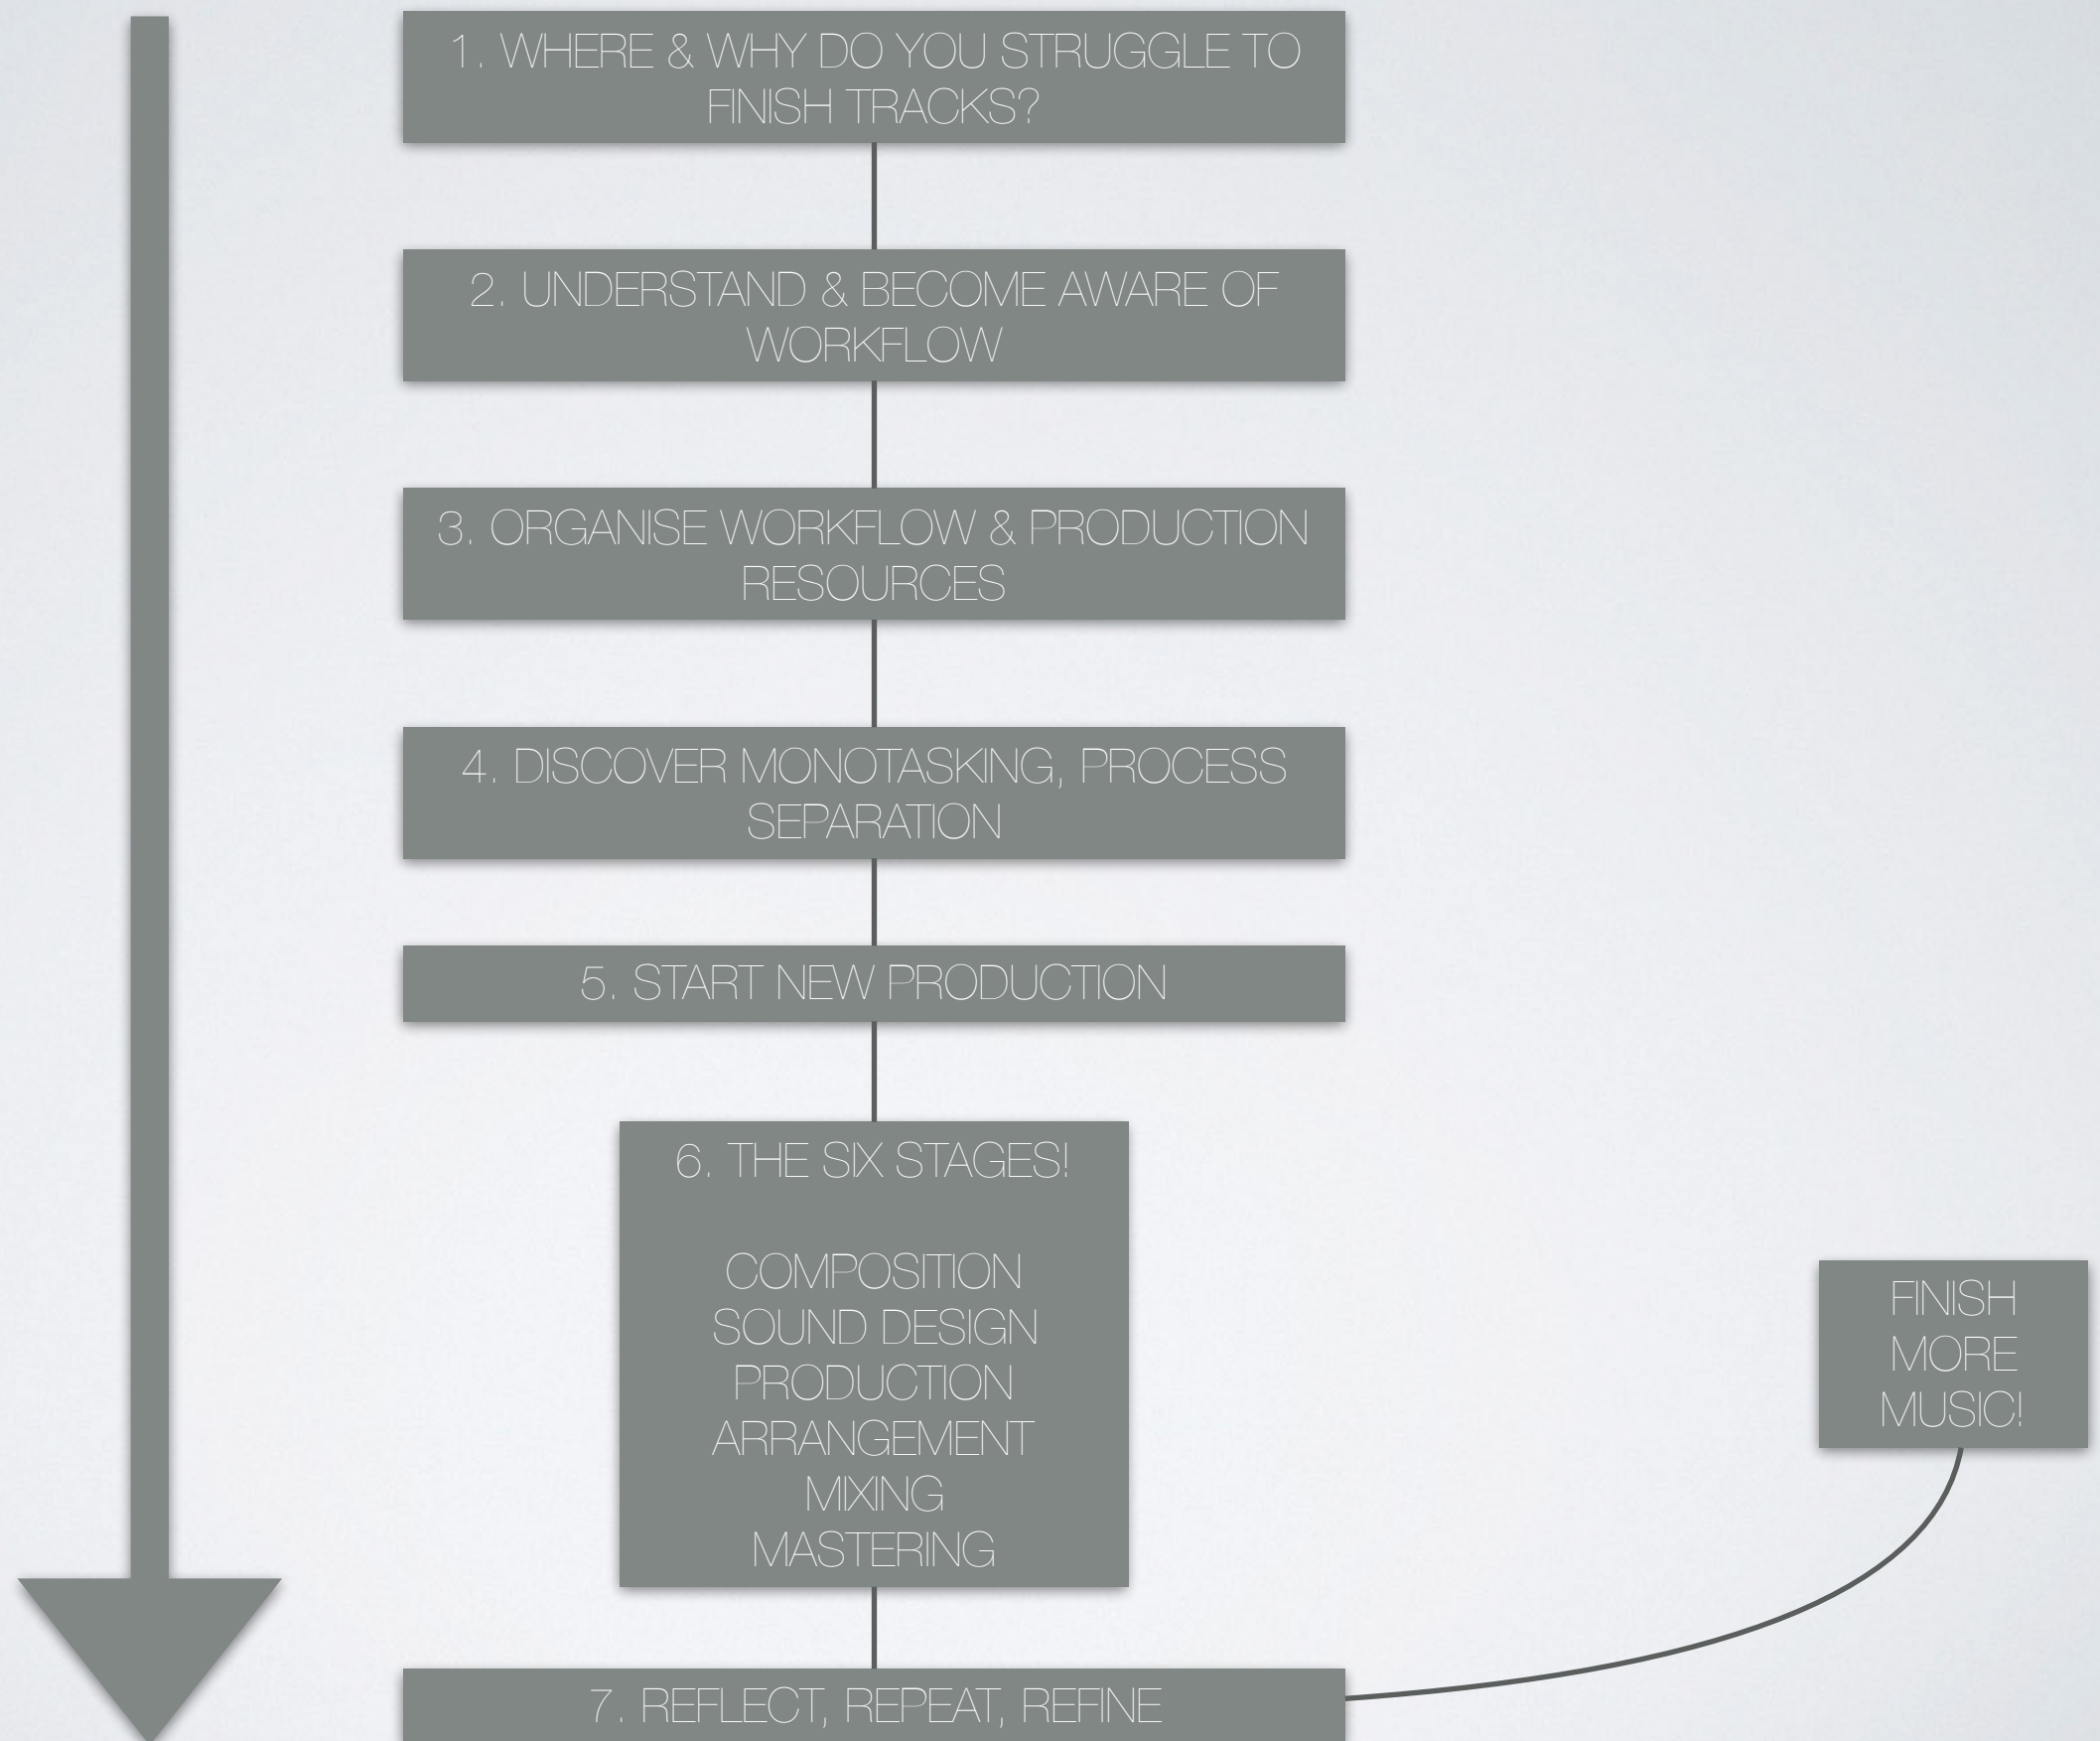 1. WHERE & WHY DO YOU STRUGGLE TO
FINISH TRACKS?
2. UNDERSTAND & BECOME AWARE OF
WORKFLOW
3. ORGANISE WORKFLOW & PRODUCTION
RESOURCES
4. DISCOVER MONOTASKING, PROCESS
SEPARATION
5. START NEW PRODUCTION
6. THE SIX STAGES!
COMPOSITION
SOUND DESIGN
PRODUCTION
ARRANGEMENT
MIXING
MASTERING
7. REFLECT, REPEAT, REFINE
FINISH
MORE
MUSIC!